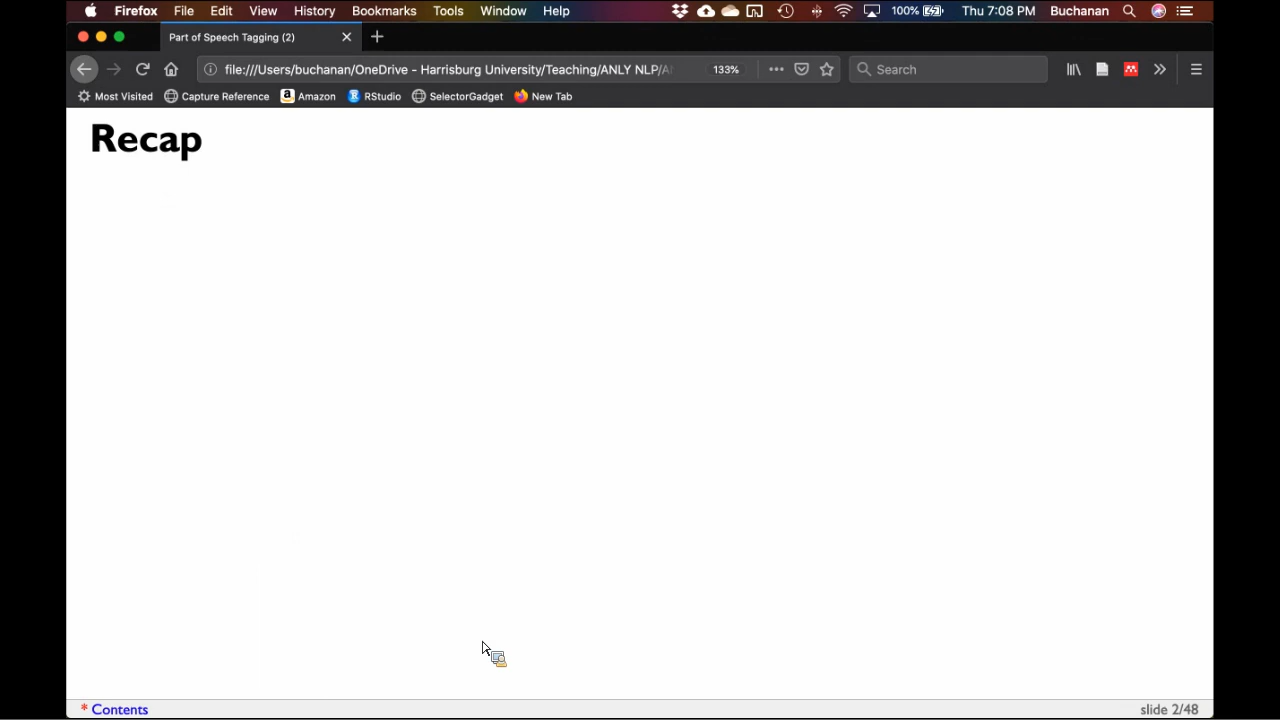 Firefox File Edit View History Bookmarks Tools Window Help 100% Thu 7:08 PM Buchanan
Part of Speech Tagging (2)
file:///Users/buchanan/OneDrive - Harrisburg University/Teaching/ANLY NLP/A 133% Search
Most Visited Capture Reference Amazon RStudio SelectorGadget New Tab
Recap
* Contents slide 2/48